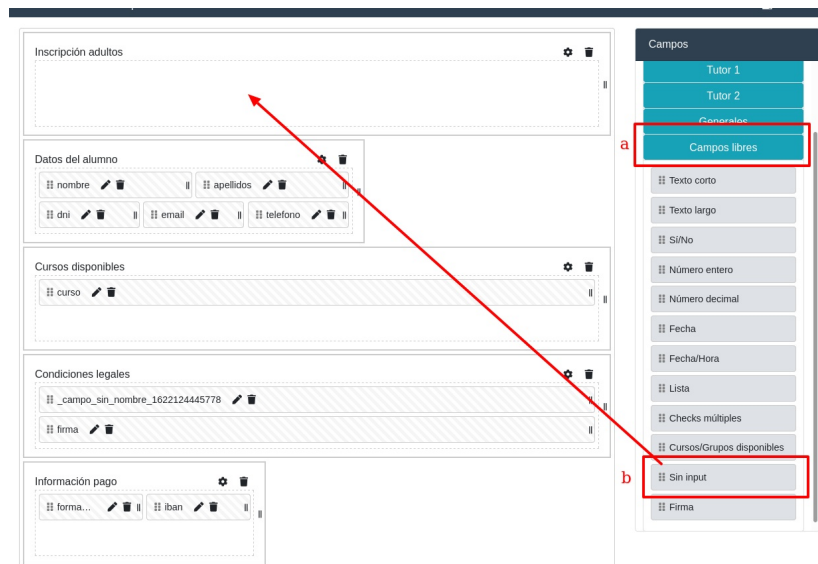 Inscripción adultos
Datos del alumno
nombre
apellidos
dni
email
telefono
Cursos disponibles
curso
Condiciones legales
_campo_sin_nombre_1622124445778
firma
Información pago
forma...
iban
Campos
Tutor 1
Tutor 2
Generales
a
Campos libres
Texto corto
Texto largo
Sí/No
Número entero
Número decimal
Fecha
Fecha/Hora
Lista
Checks múltiples
Cursos/Grupos disponibles
b
Sin input
Firma